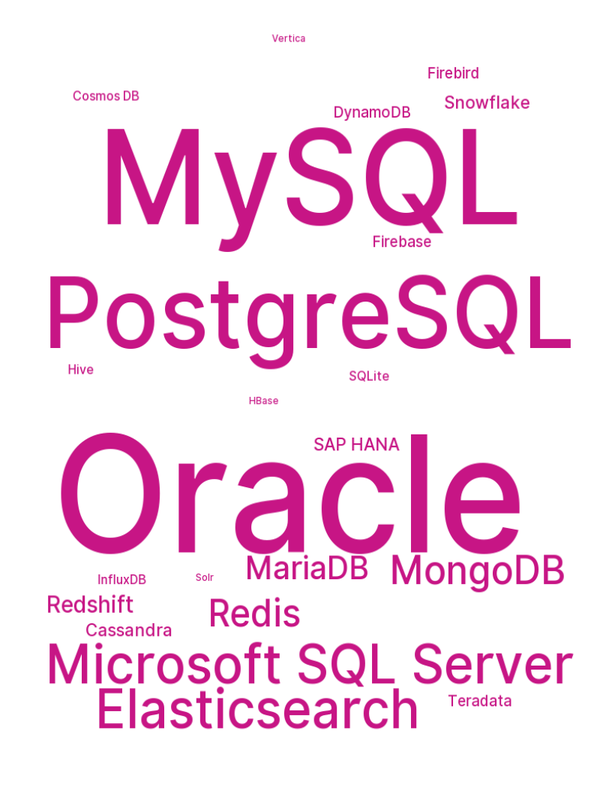 Vertica
Firebird
Cosmos DB
Snowflake
DynamoDB
MySQL
Firebase
PostgreSQL
Hive
SQLite
HBase
SAP HANA
Oracle
MariaDB
MongoDB
InfluxDB
Solr
Redshift
Redis
Cassandra
Microsoft SQL Server
Teradata
Elasticsearch